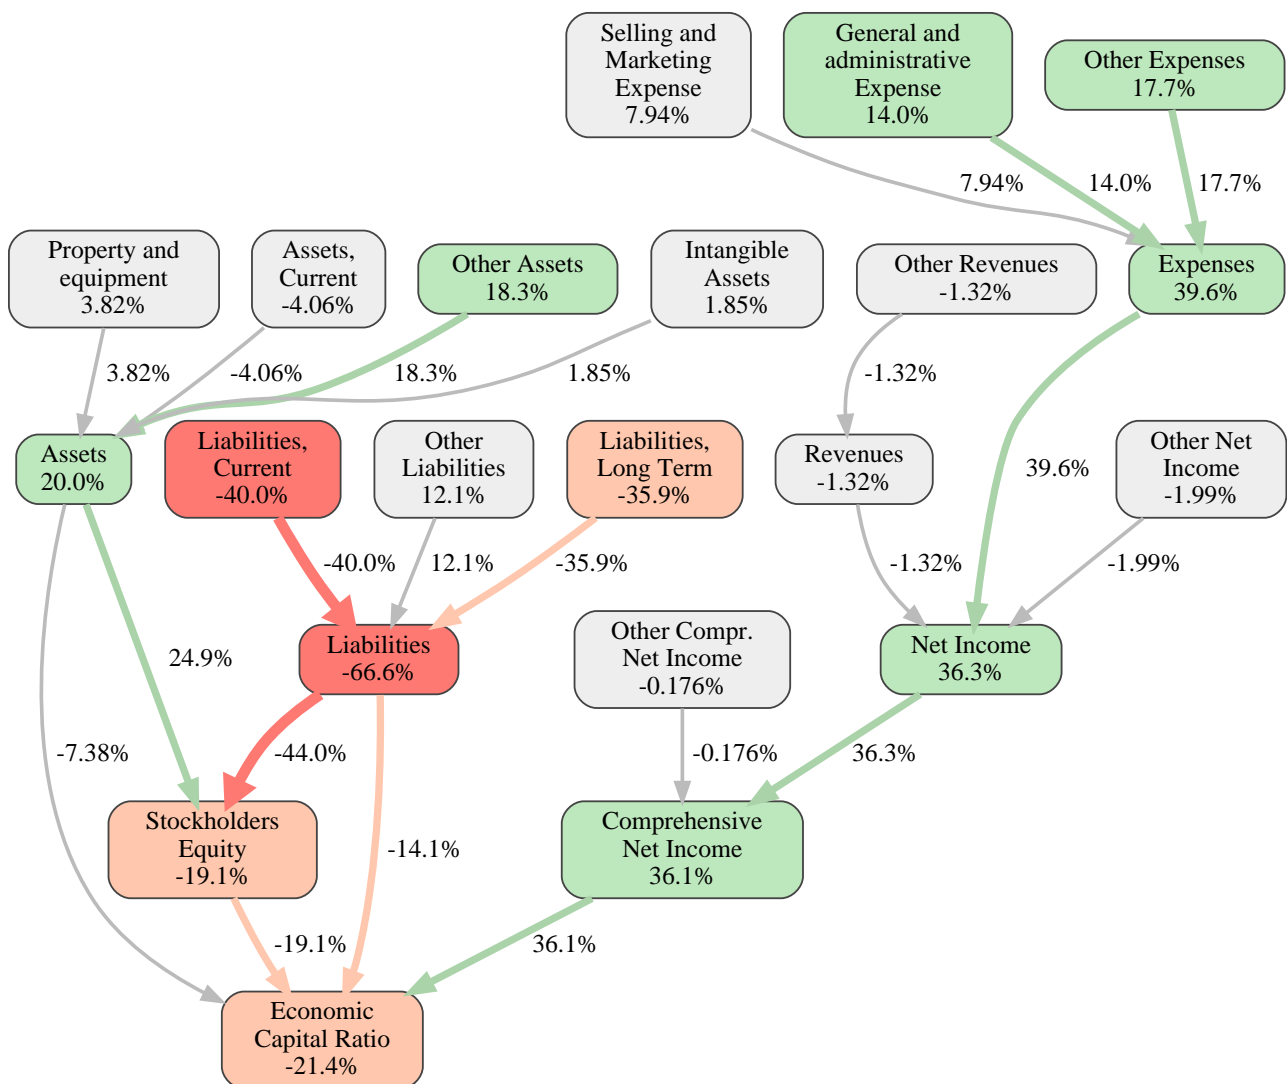 Selling and
Marketing
Expense
7.94%
General and
administrative
Expense
14.0%
Other Expenses
17.7%
7.94%
14.0%
17.7%
Property and
equipment
3.82%
Assets,
Current
-4.06%
Other Assets
18.3%
Intangible
Assets
1.85%
Other Revenues
-1.32%
Expenses
39.6%
3.82%
-4.06%
18.3%
1.85%
-1.32%
Assets
20.0%
Liabilities,
Current
-40.0%
Other
Liabilities
12.1%
Liabilities,
Long Term
-35.9%
Revenues
-1.32%
39.6%
Other Net
Income
-1.99%
-40.0%
12.1%
-35.9%
-1.32%
-1.99%
24.9%
Liabilities
-66.6%
Other Compr.
Net Income
-0.176%
Net Income
36.3%
-7.38%
-44.0%
-0.176%
36.3%
Stockholders
Equity
-19.1%
-14.1%
Comprehensive
Net Income
36.1%
-19.1%
36.1%
Economic
Capital Ratio
-21.4%